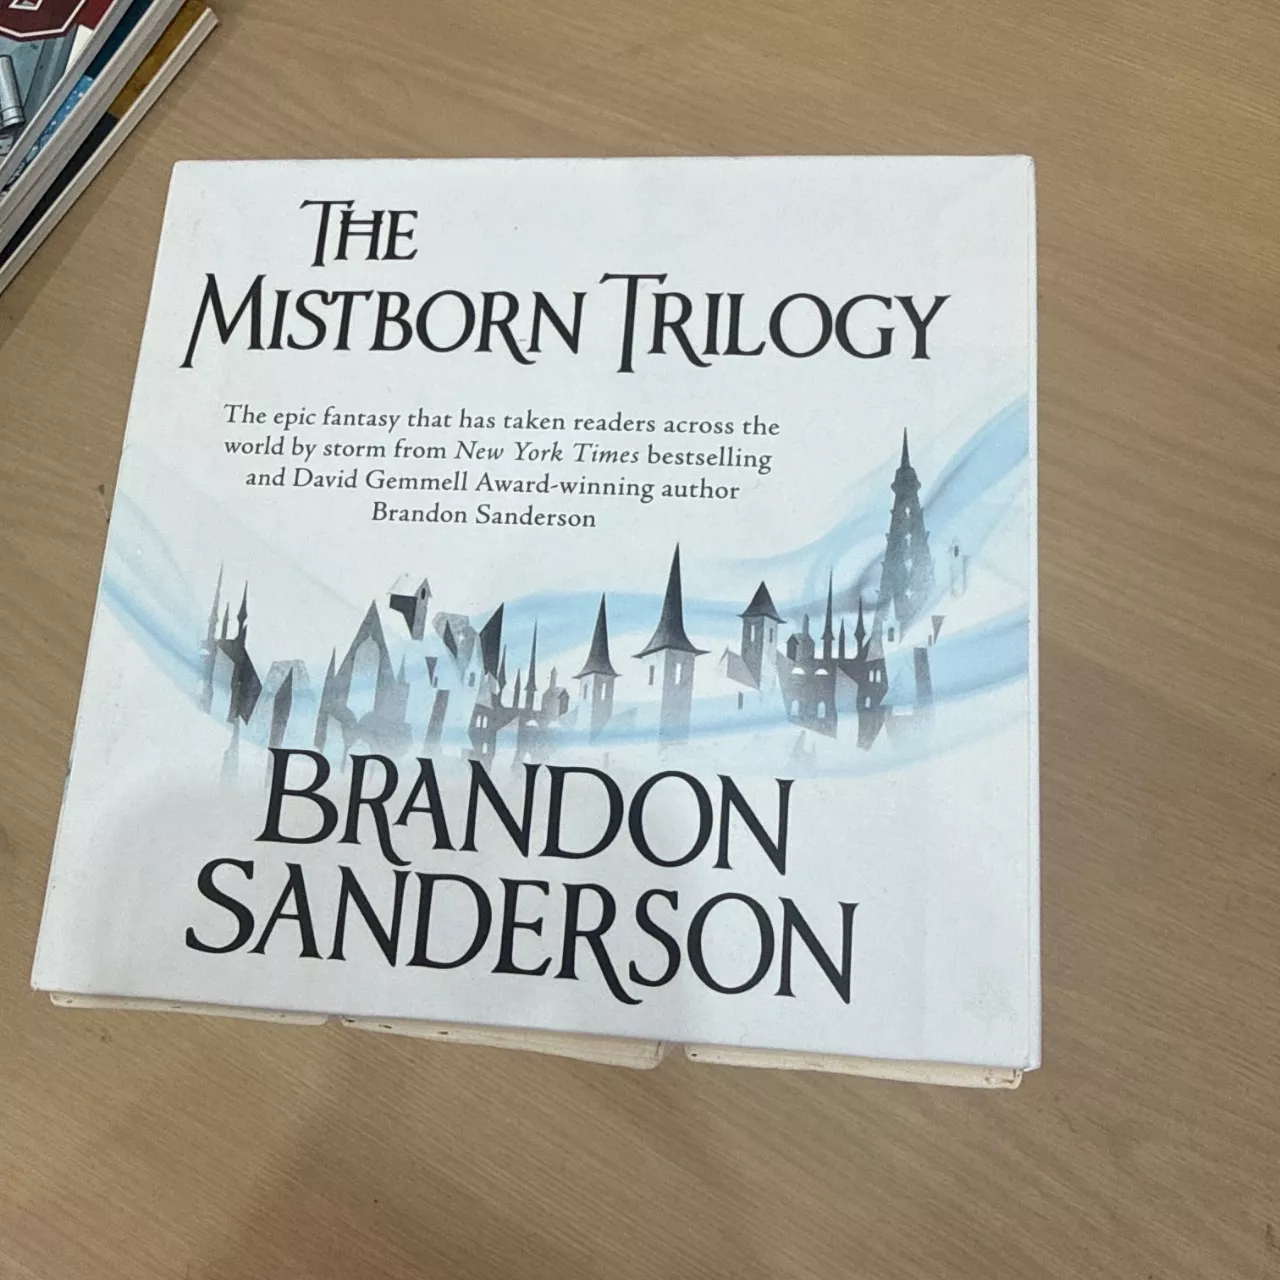 THE
MISTBORN TRILOGY
The epic fantasy that has taken readers across the
world by storm from New York Times bestselling
and David Gemmell Award-winning author
Brandon Sanderson
BRANDON
SANDERSON